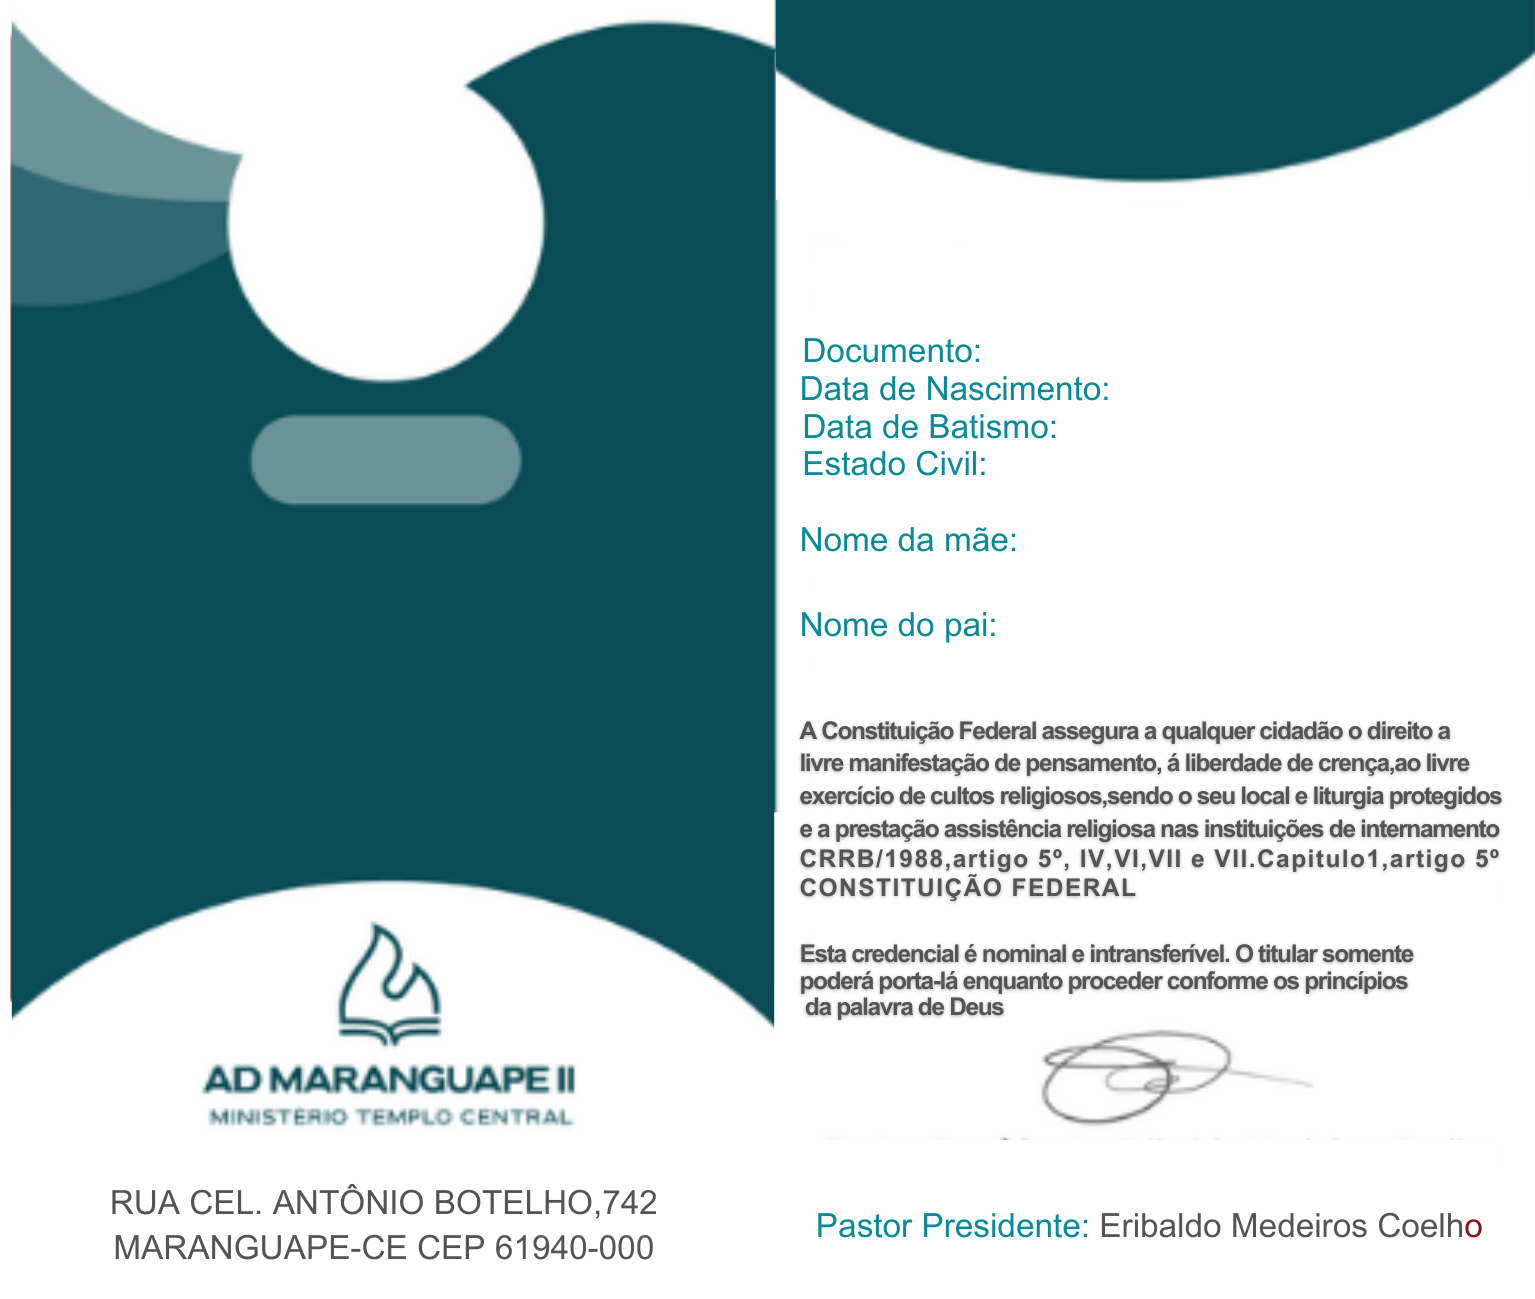 AD MARANGUAPE II
MINISTÉRIO TEMPLO CENTRAL
RUA CEL. ANTÔNIO BOTELHO,742
MARANGUAPE-CE CEP 61940-000
Documento:
Data de Nascimento:
Data de Batismo:
Estado Civil:
Nome da mãe:
Nome do pai:
A Constituição Federal assegura a qualquer cidadão o direito a
livre manifestação de pensamento, á liberdade de crença,ao livre
exercício de cultos religiosos,sendo o seu local e liturgia protegidos
e a prestação assistência religiosa nas instituições de internamento
CRRB/1988,artigo 5º, IV,VI,VII e VII.Capitulo1,artigo 5º
CONSTITUIÇÃO FEDERAL
Esta credencial é nominal e intransferível. O titular somente
poderá porta-lá enquanto proceder conforme os princípios
da palavra de Deus
Pastor Presidente: Eribaldo Medeiros Coelho